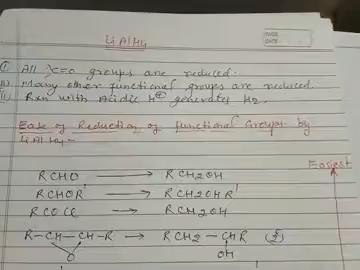 LiAlH4
i) All >C=O groups are reduced.
ii) Many other functional groups are reduced.
iii) Rxn with Acidic H⊕ generates H2.
Ease of Reduction of functional Groups by
LiAlH4 -
Easiest
RCHO → RCH2OH
RCHOR' → RCH2OHR'
RCOCl → RCH2OH
R-CH-CH-R → RCH2-CHR
O OH